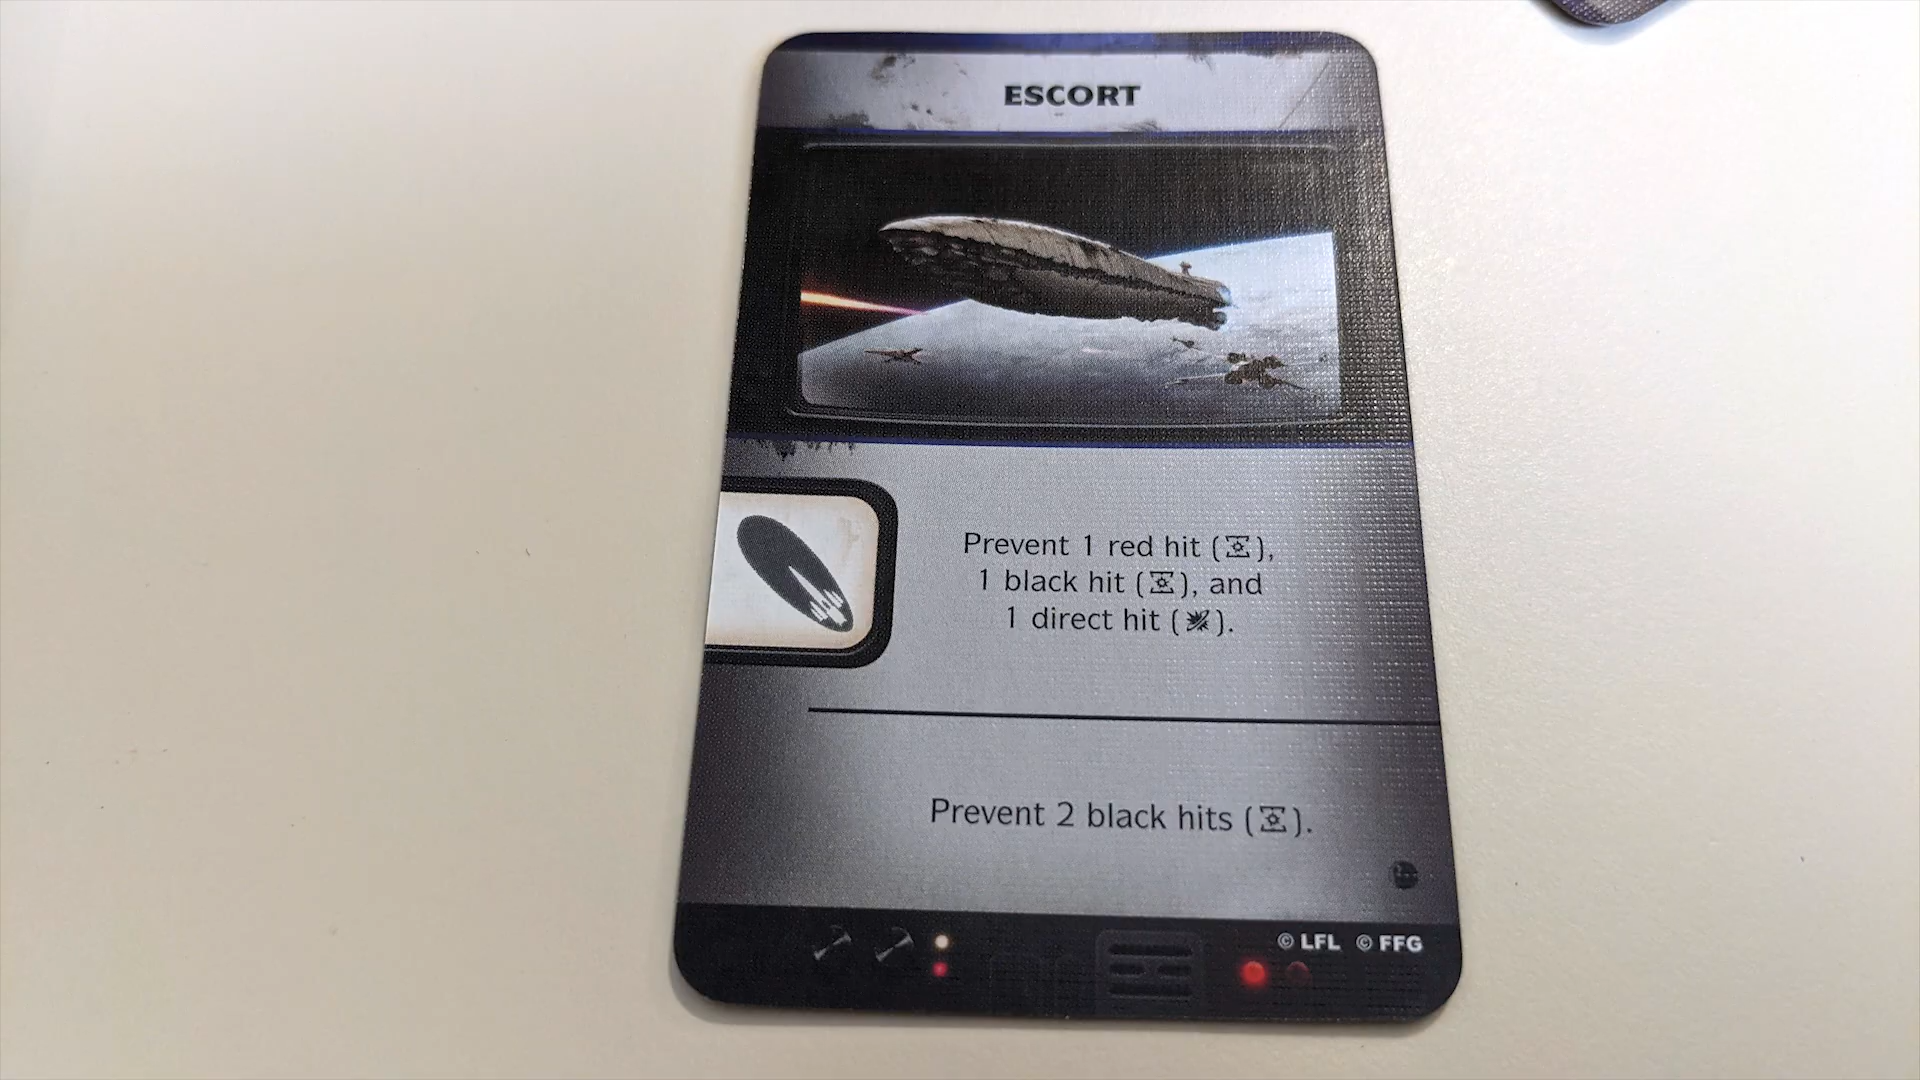 ESCORT
Prevent 1 red hit ( ),
1 black hit ( ), and
1 direct hit ( ).
Prevent 2 black hits ( ).
© LFL © FFG